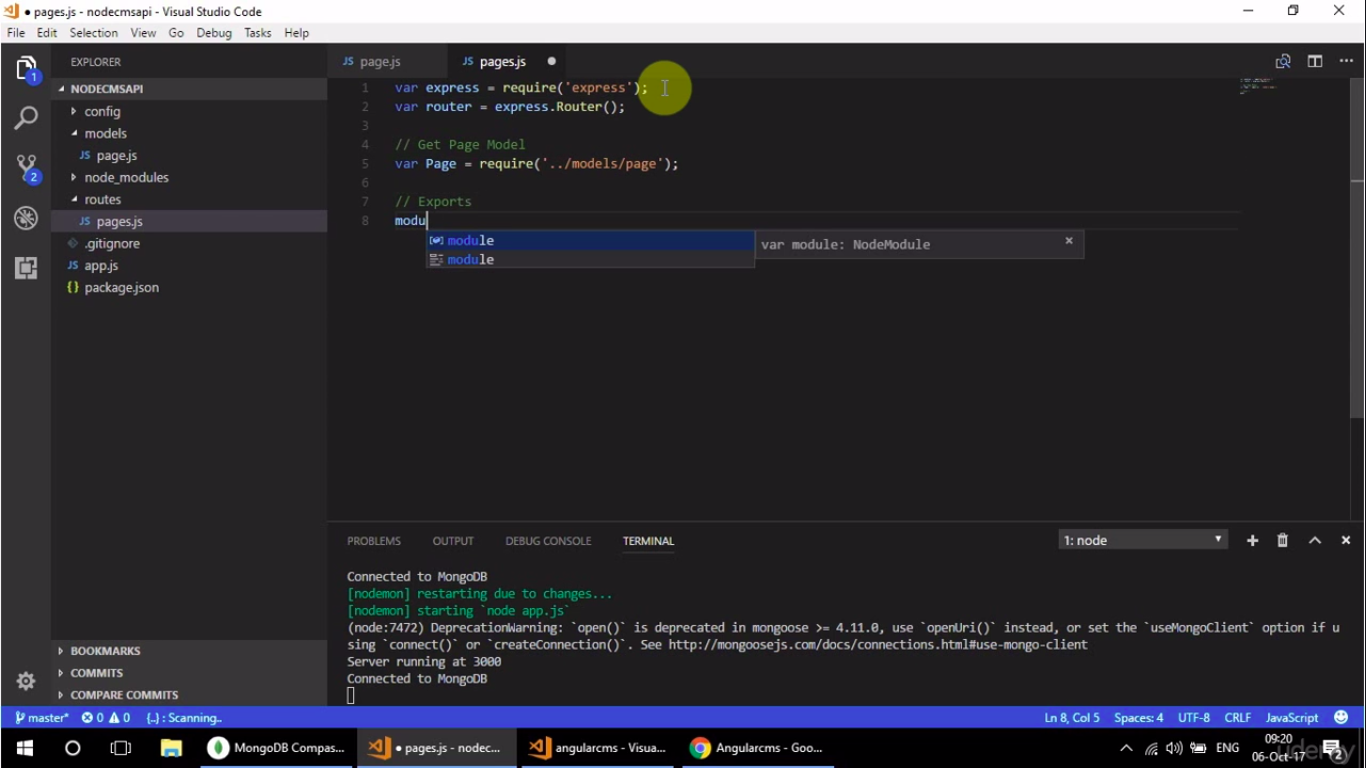 ● pages.js - nodecmsapi - Visual Studio Code
File Edit Selection View Go Debug Tasks Help
EXPLORER
JS page.js JS pages.js ●
NODECMSAPI
config
models
JS page.js
node_modules
routes
JS pages.js
.gitignore
JS app.js
{} package.json
1
2
1 var express = require('express');
2 var router = express.Router();
3
4 // Get Page Model
5 var Page = require('../models/page');
6
7 // Exports
8 modu
module
module
var module: NodeModule ×
PROBLEMS OUTPUT DEBUG CONSOLE TERMINAL 1: node
Connected to MongoDB
[nodemon] restarting due to changes...
[nodemon] starting `node app.js`
(node:7472) DeprecationWarning: `open()` is deprecated in mongoose >= 4.11.0, use `openUri()` instead, or set the `useMongoClient` option if u
sing `connect()` or `createConnection()`. See http://mongoosejs.com/docs/connections.html#use-mongo-client
Server running at 3000
Connected to MongoDB
BOOKMARKS
COMMITS
COMPARE COMMITS
master* 0 0 {..} : Scanning.. Ln 8, Col 5 Spaces: 4 UTF-8 CRLF JavaScript
MongoDB Compas... ● pages.js - nodec... angularcms - Visua... Angularcms - Goo... ENG 09:20
06-Oct-17 2
udemy